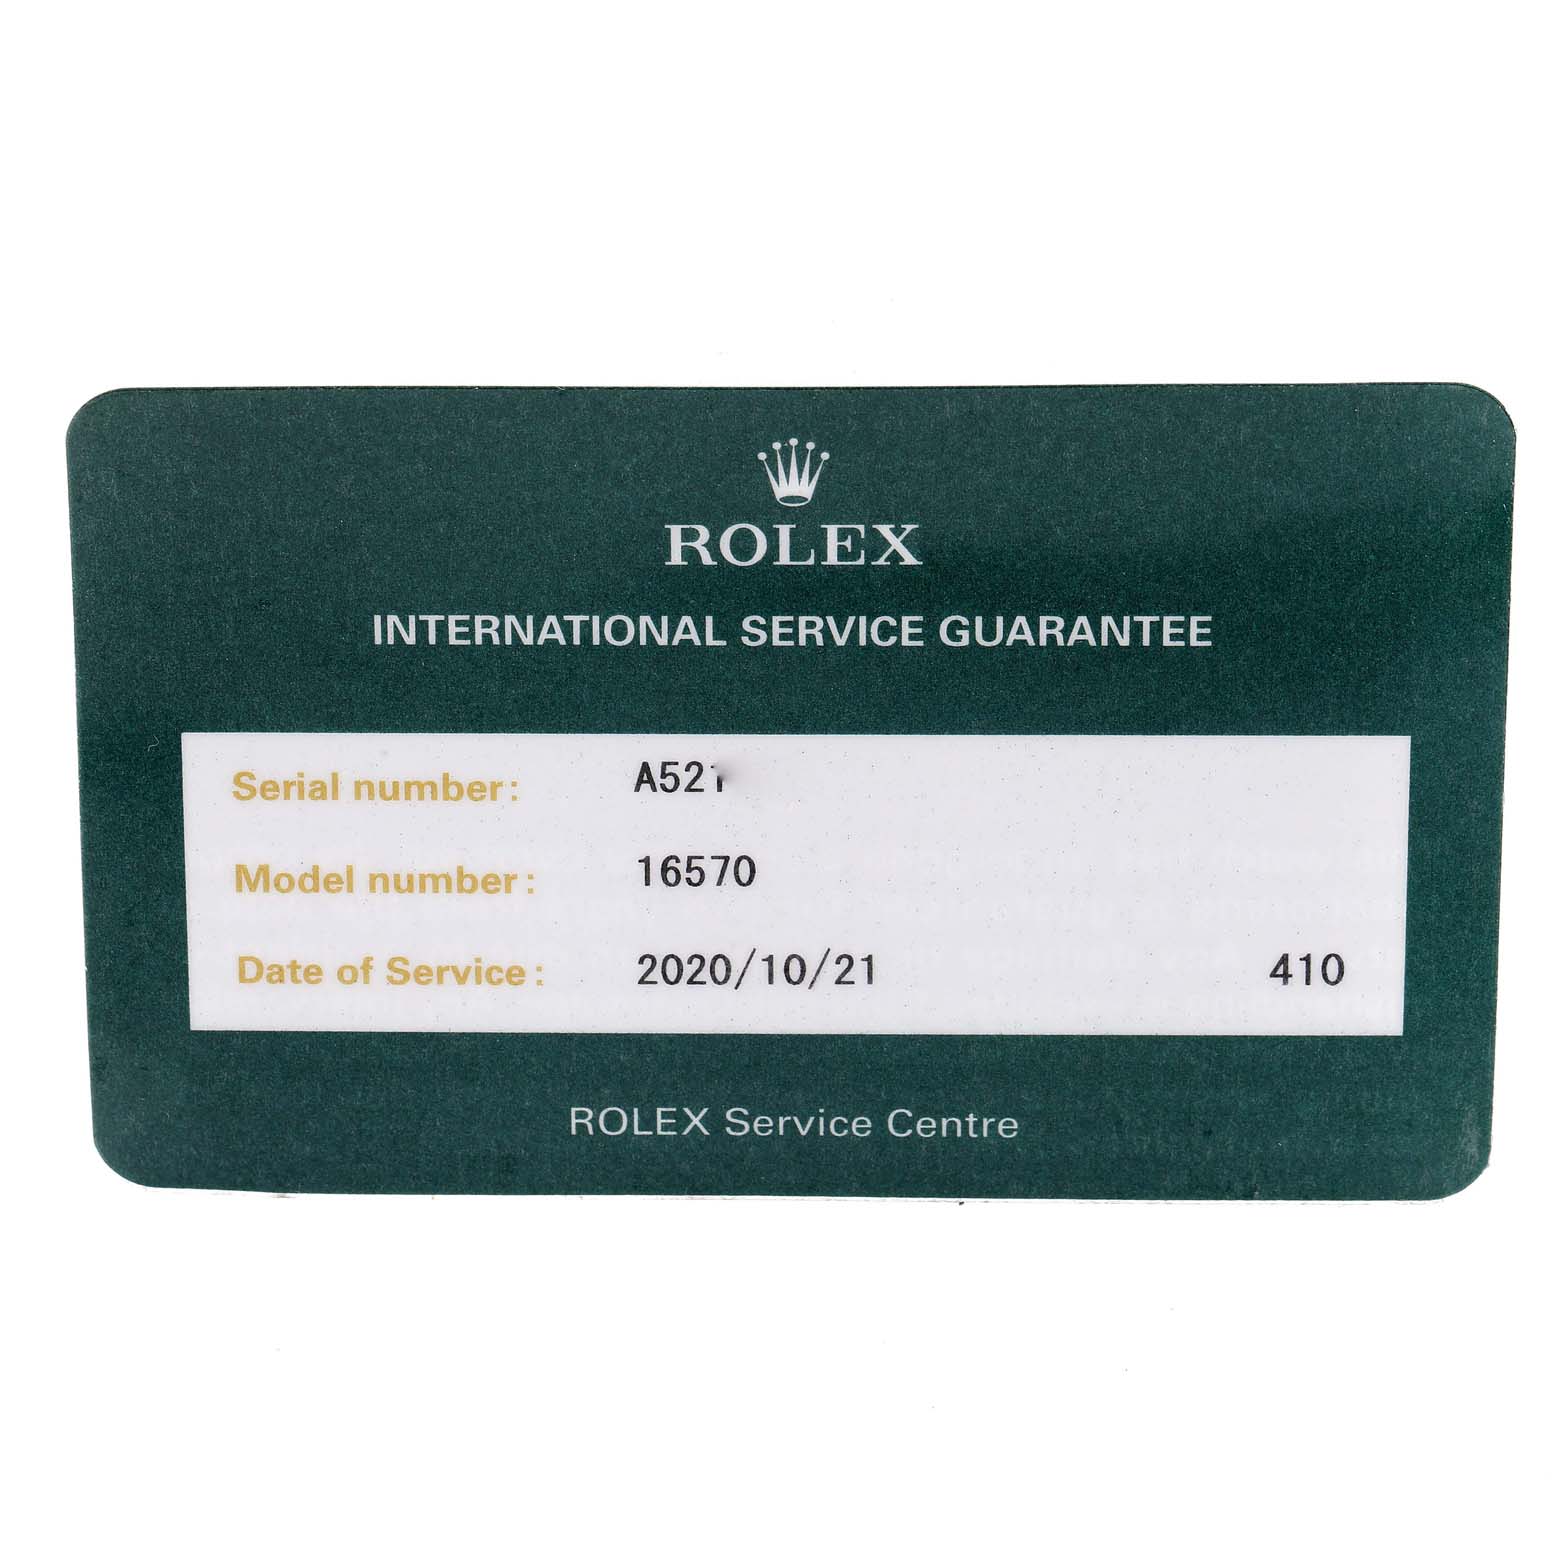 ROLEX
INTERNATIONAL SERVICE GUARANTEE
Serial number: A521
Model number: 16570
Date of Service: 2020/10/21 410
ROLEX Service Centre